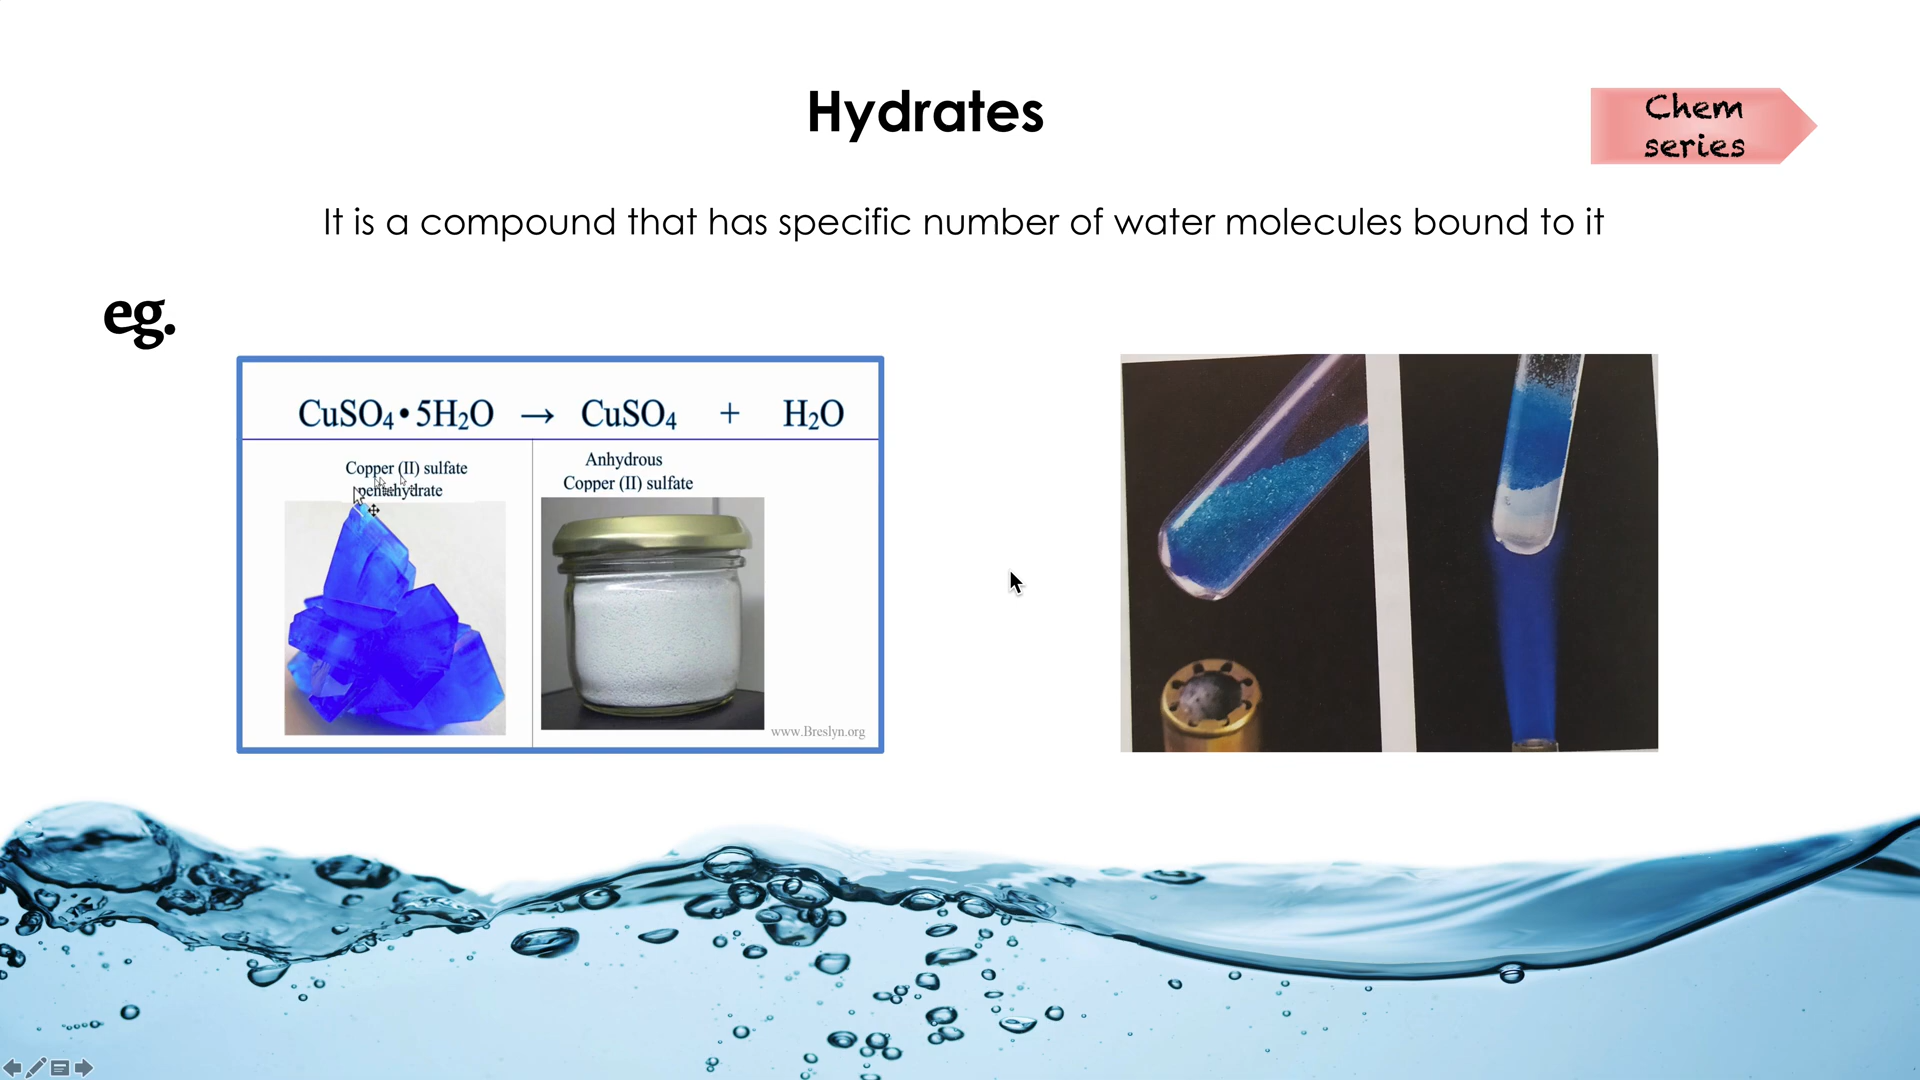 Hydrates
Chem
series
It is a compound that has specific number of water molecules bound to it
eg.
CuSO₄•5H₂O → CuSO₄ + H₂O
Copper (II) sulfate
pentahydrate
Anhydrous
Copper (II) sulfate
www.Breslyn.org